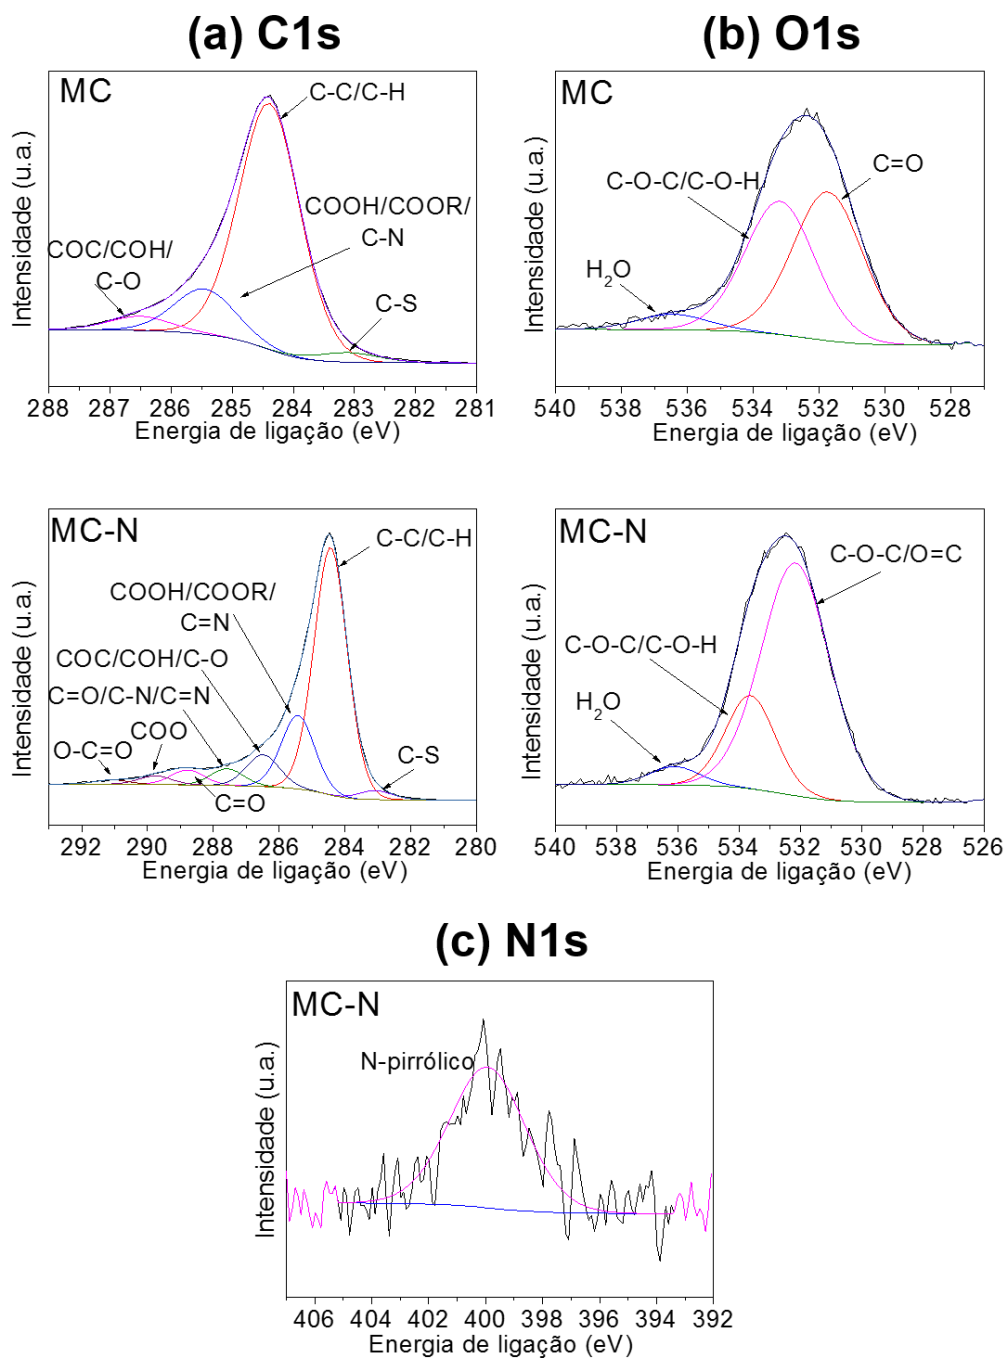 (a) C1s
(b) O1s
MC
C-C/C-H
COOH/COOR/
C-N
COC/COH/
C-O
C-S
Intensidade (u.a.)
288 287 286 285 284 283 282 281
Energia de ligação (eV)
MC
C=O
C-O-C/C-O-H
H₂O
Intensidade (u.a.)
540 538 536 534 532 530 528
Energia de ligação (eV)
MC-N
C-C/C-H
COOH/COOR/
C=N
COC/COH/C-O
C=O/C-N/C=N
COO
O-C=O
C-S
C=O
Intensidade (u.a.)
292 290 288 286 284 282 280
Energia de ligação (eV)
MC-N
C-O-C/O=C
C-O-C/C-O-H
H₂O
Intensidade (u.a.)
540 538 536 534 532 530 528 526
Energia de ligação (eV)
(c) N1s
MC-N
N-pirrólico
Intensidade (u.a.)
406 404 402 400 398 396 394 392
Energia de ligação (eV)